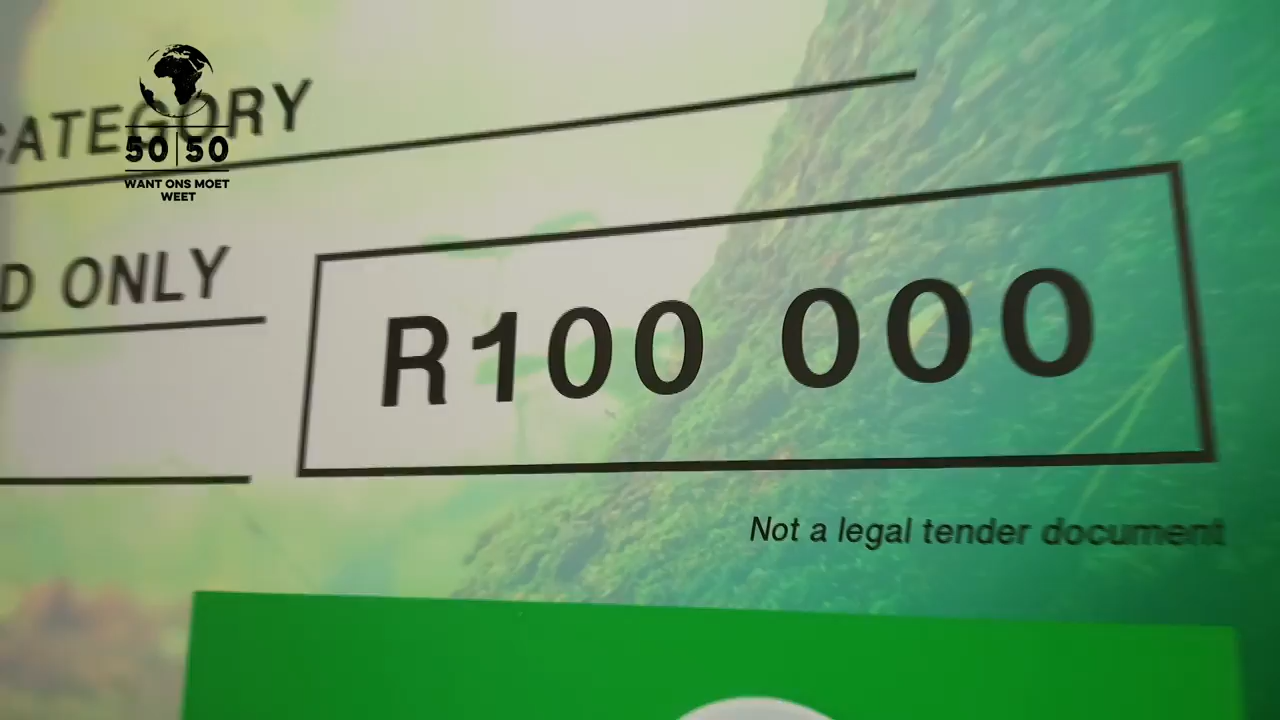 CATEGORY
50 50
WANT ONS MOET
WEET
D ONLY
R100 000
Not a legal tender document